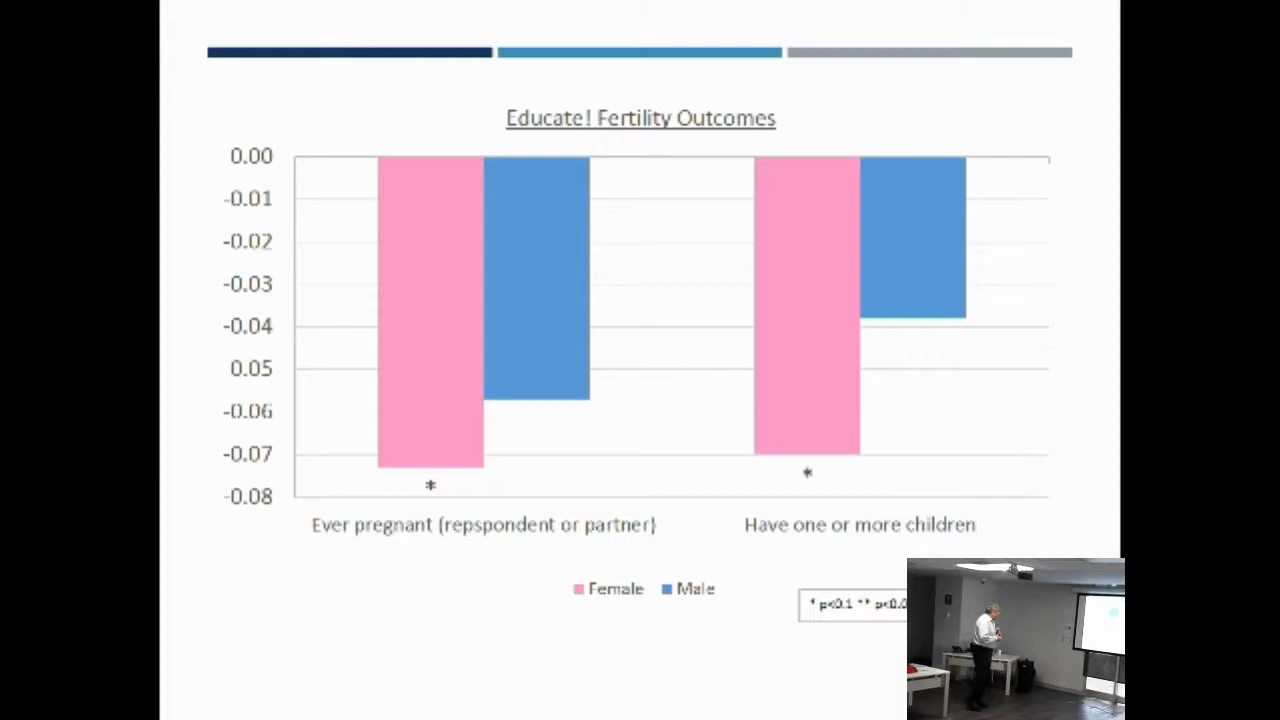 Educate! Fertility Outcomes
0.00
-0.01
-0.02
-0.03
-0.04
0.05
-0.06
-0.07
-0.08
*
*
Ever pregnant (repspondent or partner)
Have one or more children
Female
Male
* p<0.1 ** p<0.0